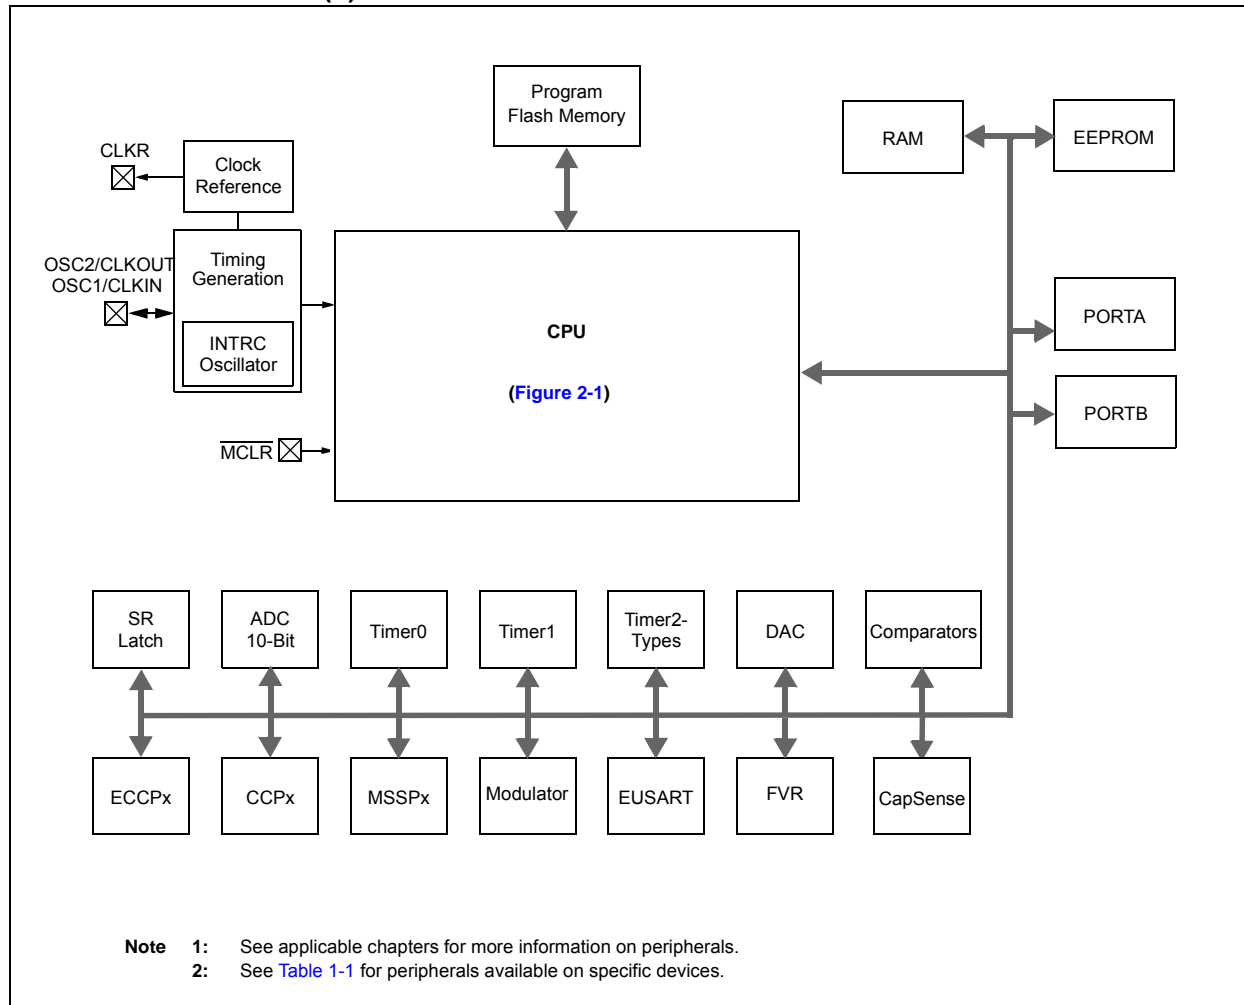 Program
Flash Memory
RAM
EEPROM
CLKR
Clock
Reference
OSC2/CLKOUT
OSC1/CLKIN
Timing
Generation
INTRC
Oscillator
MCLR
CPU
(Figure 2-1)
PORTA
PORTB
SR
Latch
ADC
10-Bit
Timer0
Timer1
Timer2-
Types
DAC
Comparators
ECCPx
CCPx
MSSPx
Modulator
EUSART
FVR
CapSense
Note 1: See applicable chapters for more information on peripherals.
2: See Table 1-1 for peripherals available on specific devices.